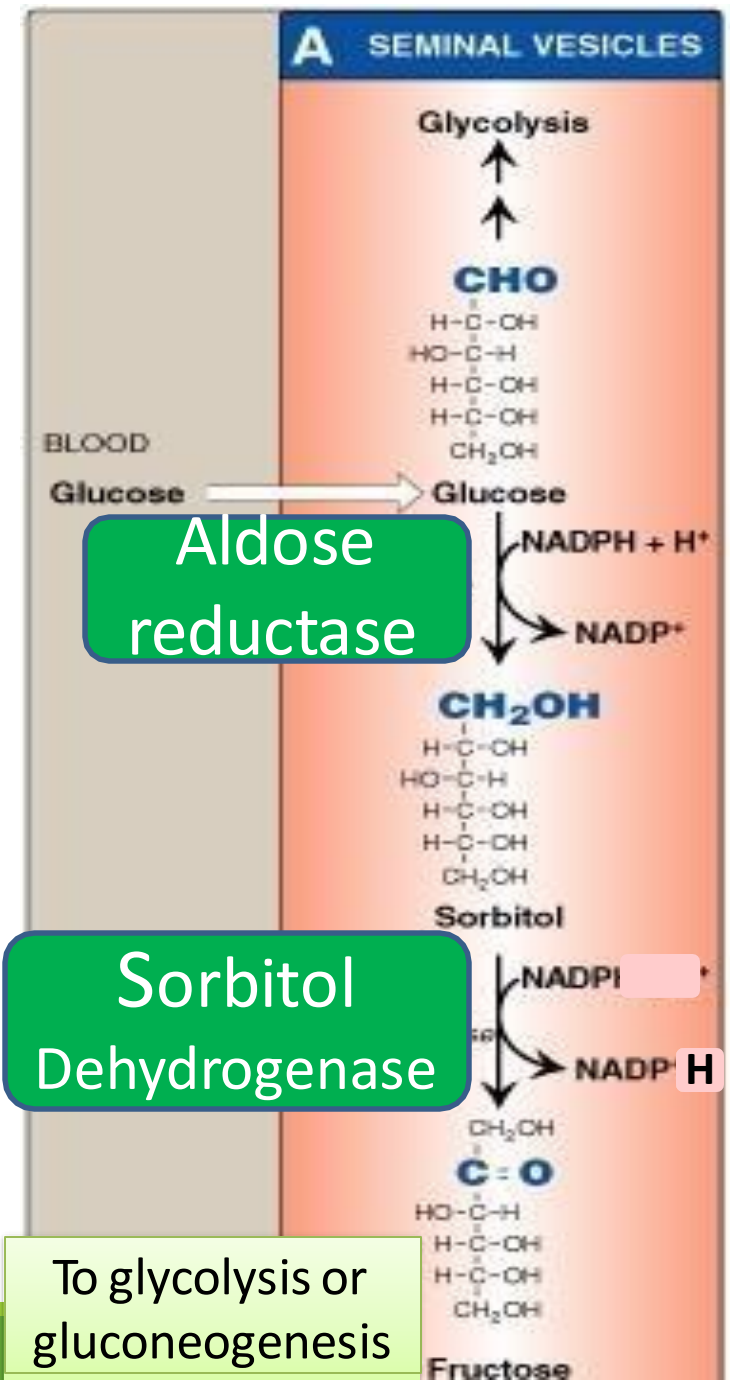 A SEMINAL VESICLES
Glycolysis
CHO
H-C-OH
HO-C-H
H-C-OH
H-C-OH
CH₂OH
BLOOD
Glucose
Glucose
Aldose
reductase
NADPH + H⁺
NADP⁺
CH₂OH
H-C-OH
HO-C-H
H-C-OH
H-C-OH
CH₂OH
Sorbitol
Sorbitol
Dehydrogenase
NADP
NADP H
CH₂OH
C=O
HO-C-H
H-C-OH
H-C-OH
CH₂OH
To glycolysis or
gluconeogenesis
Fructose